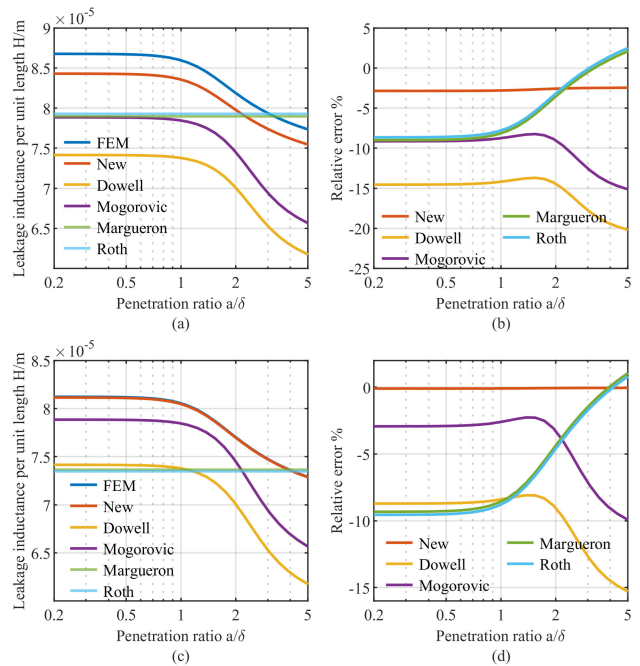 × 10⁻⁵
9
8.5
8
7.5
7
6.5
Leakage inductance per unit length H/m
FEM
New
Dowell
Mogorovic
Margueron
Roth
0.2
0.5
1
2
5
Penetration ratio a/δ
(a)
5
0
-5
-10
-15
-20
-25
Relative error %
New
Dowell
Mogorovic
Margueron
Roth
0.2
0.5
1
2
5
Penetration ratio a/δ
(b)
× 10⁻⁵
8.5
8
7.5
7
6.5
Leakage inductance per unit length H/m
FEM
New
Dowell
Mogorovic
Margueron
Roth
0.2
0.5
1
2
5
Penetration ratio a/δ
(c)
0
-5
-10
-15
Relative error %
New
Dowell
Mogorovic
Margueron
Roth
0.2
0.5
1
2
5
Penetration ratio a/δ
(d)